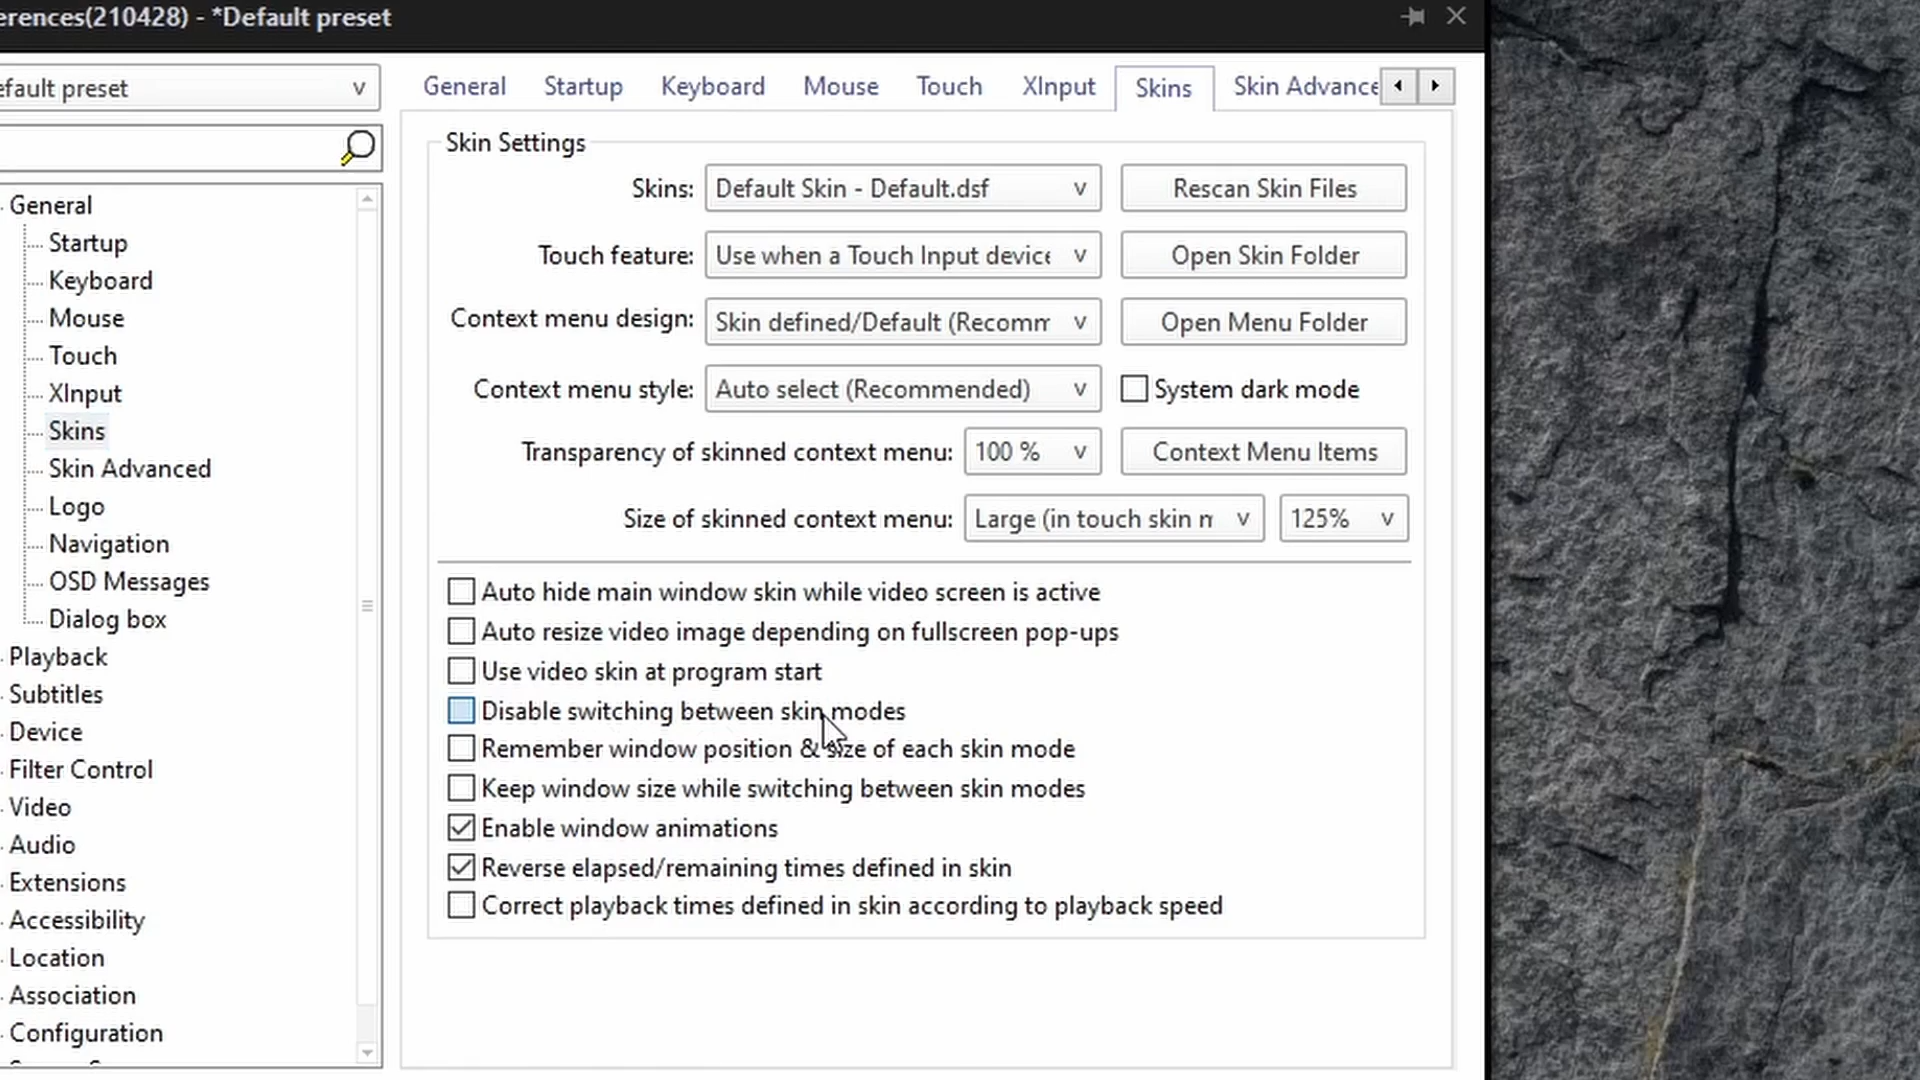 erences(210428) - *Default preset
efault preset
General
Startup
Keyboard
Mouse
Touch
XInput
Skins
Skin Advanced
Logo
Navigation
OSD Messages
Dialog box
Playback
Subtitles
Device
Filter Control
Video
Audio
Extensions
Accessibility
Location
Association
Configuration
General Startup Keyboard Mouse Touch XInput Skins Skin Advance
Skin Settings
Skins: Default Skin - Default.dsf v Rescan Skin Files
Touch feature: Use when a Touch Input device v Open Skin Folder
Context menu design: Skin defined/Default (Recomm v Open Menu Folder
Context menu style: Auto select (Recommended) v System dark mode
Transparency of skinned context menu: 100 % v Context Menu Items
Size of skinned context menu: Large (in touch skin m v 125% v
Auto hide main window skin while video screen is active
Auto resize video image depending on fullscreen pop-ups
Use video skin at program start
Disable switching between skin modes
Remember window position & size of each skin mode
Keep window size while switching between skin modes
Enable window animations
Reverse elapsed/remaining times defined in skin
Correct playback times defined in skin according to playback speed